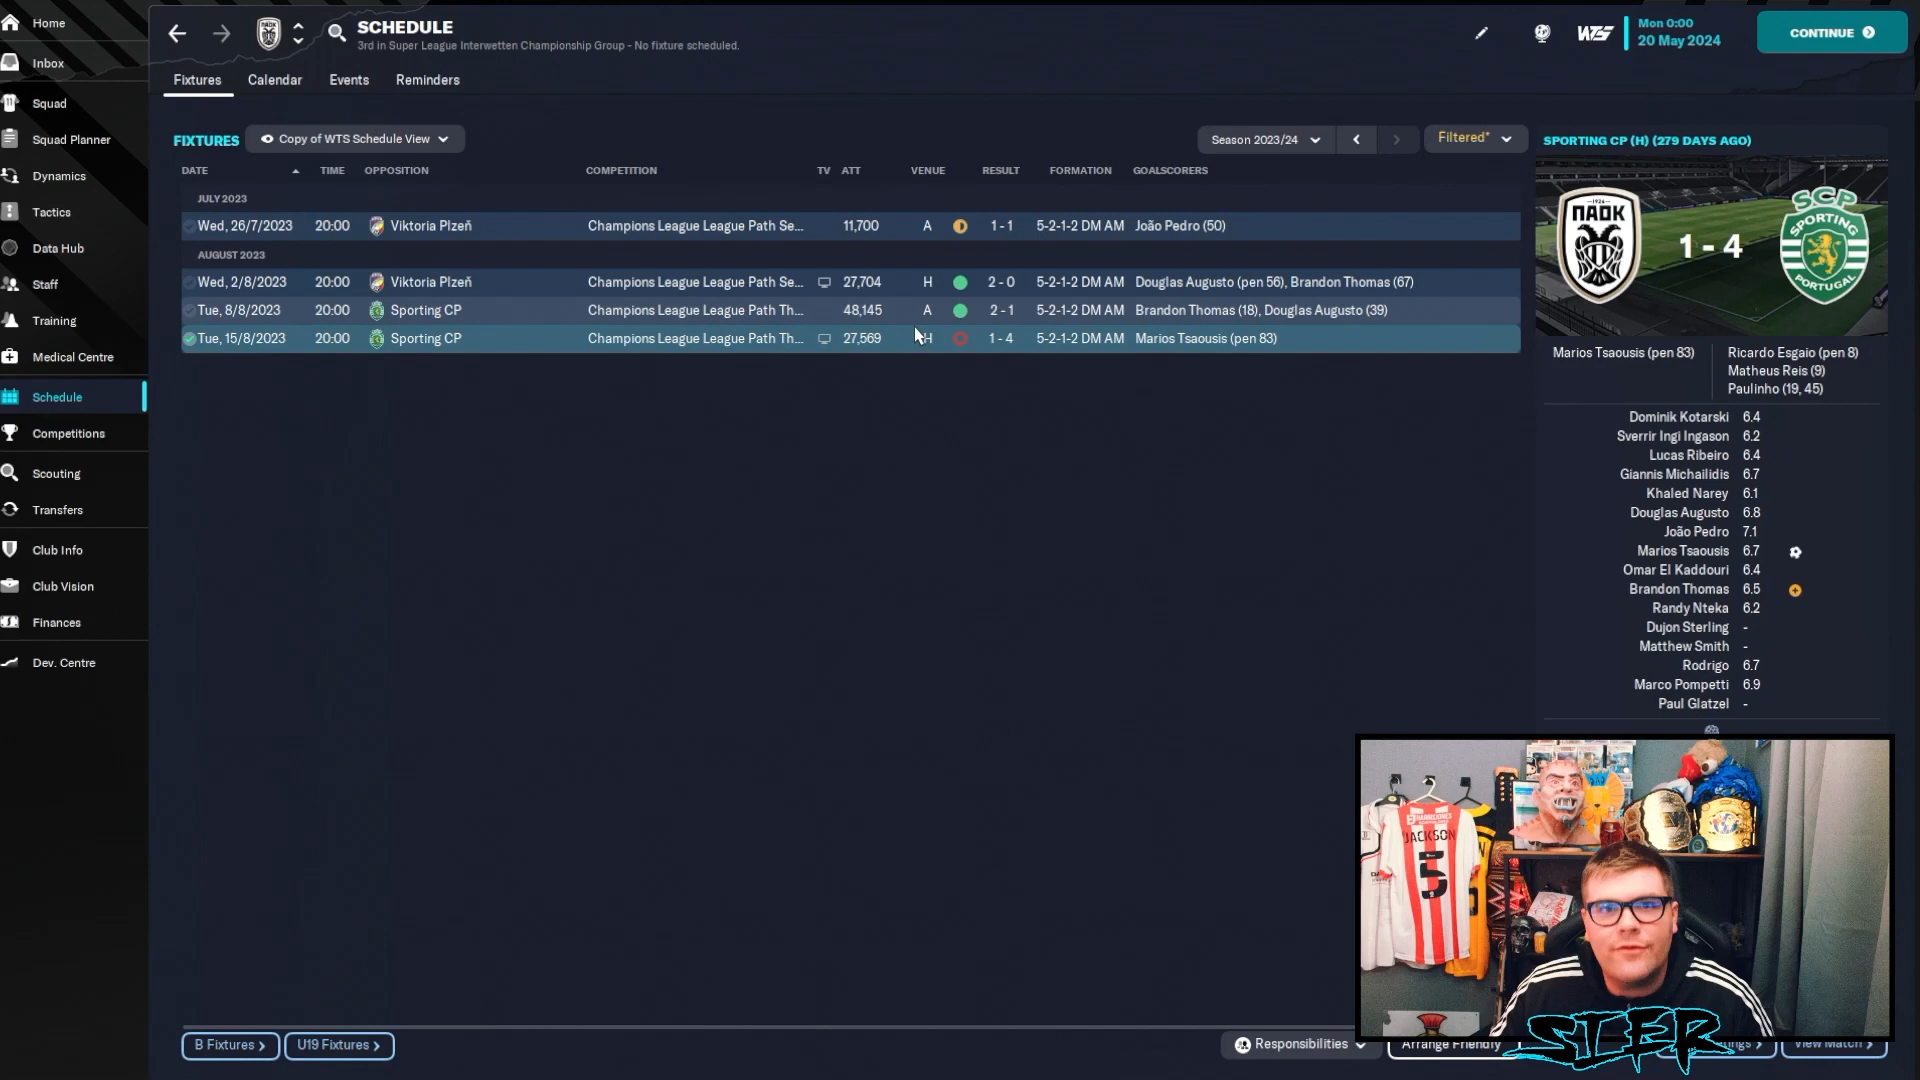 Home
Inbox
Squad
Squad Planner
Dynamics
Tactics
Data Hub
Staff
Training
Medical Centre
Schedule
Competitions
Scouting
Transfers
Club Info
Club Vision
Finances
Dev. Centre
SCHEDULE
3rd in Super League Interwetten Championship Group - No fixture scheduled.
WTS
Mon 0:00
20 May 2024
CONTINUE
Fixtures Calendar Events Reminders
FIXTURES Copy of WTS Schedule View
Season 2023/24 Filtered*
DATE TIME OPPOSITION COMPETITION TV ATT VENUE RESULT FORMATION GOALSCORERS
JULY 2023
Wed, 26/7/2023 20:00 Viktoria Plzeň Champions League League Path Se... 11,700 A 1 - 1 5-2-1-2 DM AM João Pedro (50)
AUGUST 2023
Wed, 2/8/2023 20:00 Viktoria Plzeň Champions League League Path Se... 27,704 H 2 - 0 5-2-1-2 DM AM Douglas Augusto (pen 56), Brandon Thomas (67)
Tue, 8/8/2023 20:00 Sporting CP Champions League League Path Th... 48,145 A 2 - 1 5-2-1-2 DM AM Brandon Thomas (18), Douglas Augusto (39)
Tue, 15/8/2023 20:00 Sporting CP Champions League League Path Th... 27,569 H 1 - 4 5-2-1-2 DM AM Marios Tsaousis (pen 83)
SPORTING CP (H) (279 DAYS AGO)
1926
ΠΑΟΚ
1 - 4
SCP
SPORTING
PORTUGAL
Marios Tsaousis (pen 83)
Ricardo Esgaio (pen 8)
Matheus Reis (9)
Paulinho (19, 45)
Dominik Kotarski 6.4
Sverrir Ingi Ingason 6.2
Lucas Ribeiro 6.4
Giannis Michailidis 6.7
Khaled Narey 6.1
Douglas Augusto 6.8
João Pedro 7.1
Marios Tsaousis 6.7
Omar El Kaddouri 6.4
Brandon Thomas 6.5
Randy Nteka 6.2
Dujon Sterling -
Matthew Smith -
Rodrigo 6.7
Marco Pompetti 6.9
Paul Glatzel -
JACKSON
5
B Fixtures
U19 Fixtures
Responsibilities
Arrange Friendly
View Match